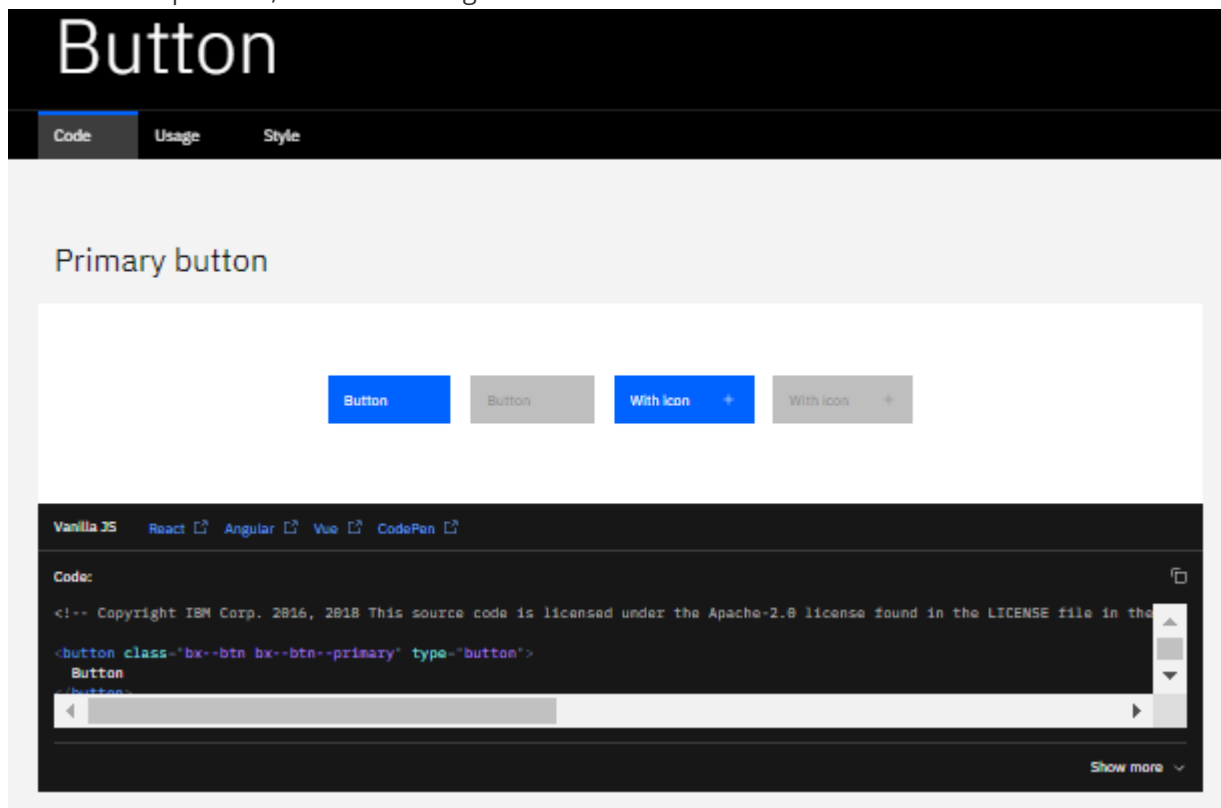 Button
Code Usage Style
Primary button
Button Button With icon + With icon +
Vanilla JS React Angular Vue CodePen
Code:
<!-- Copyright IBM Corp. 2016, 2018 This source code is licensed under the Apache-2.0 license found in the LICENSE file in the
<button class="bx--btn bx--btn--primary" type="button">
Button
</button>
Show more